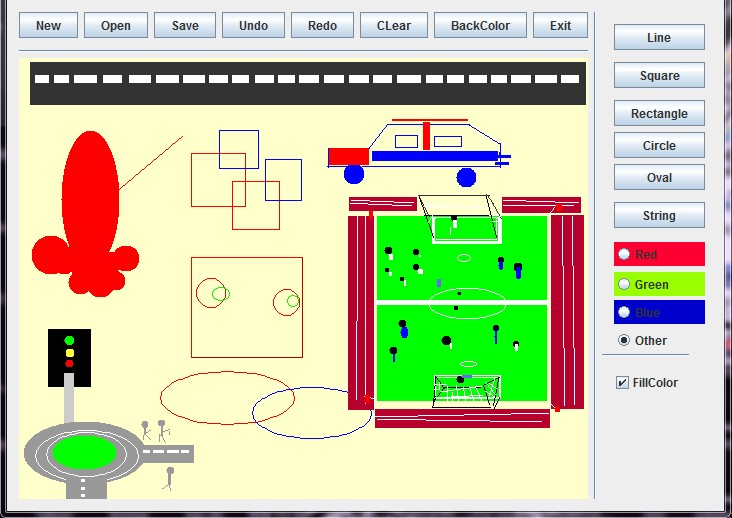 New Open Save Undo Redo CLear BackColor Exit
Line
Square
Rectangle
Circle
Oval
String
Red
Green
Blue
Other
FillColor